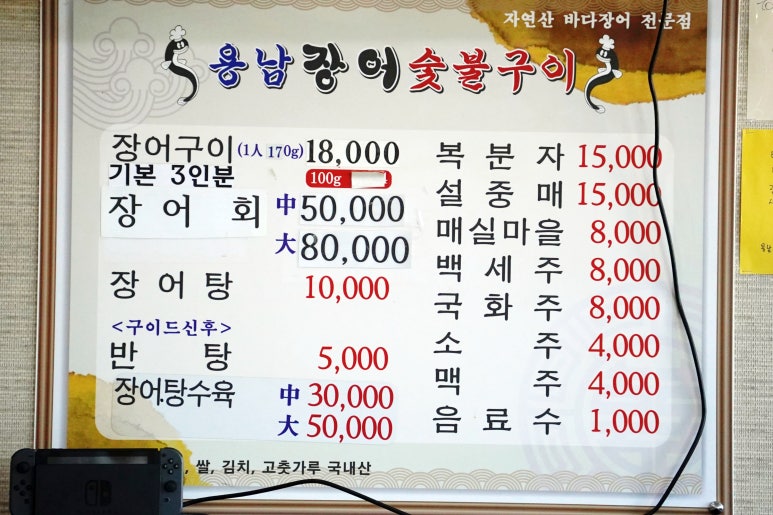 자연산 바다장어 전문점
용남장어숯불구이
장어구이(1人 170g) 18,000
기본 3인분 100g
장어회 中 50,000
大 80,000
장어탕 10,000
<구이드신후>
반탕 5,000
장어탕수육 中 30,000
大 50,000
복분자 15,000
설중매 15,000
매실마을 8,000
백세주 8,000
국화주 8,000
소주 4,000
맥주 4,000
음료수 1,000
, 쌀, 김치, 고춧가루 국내산